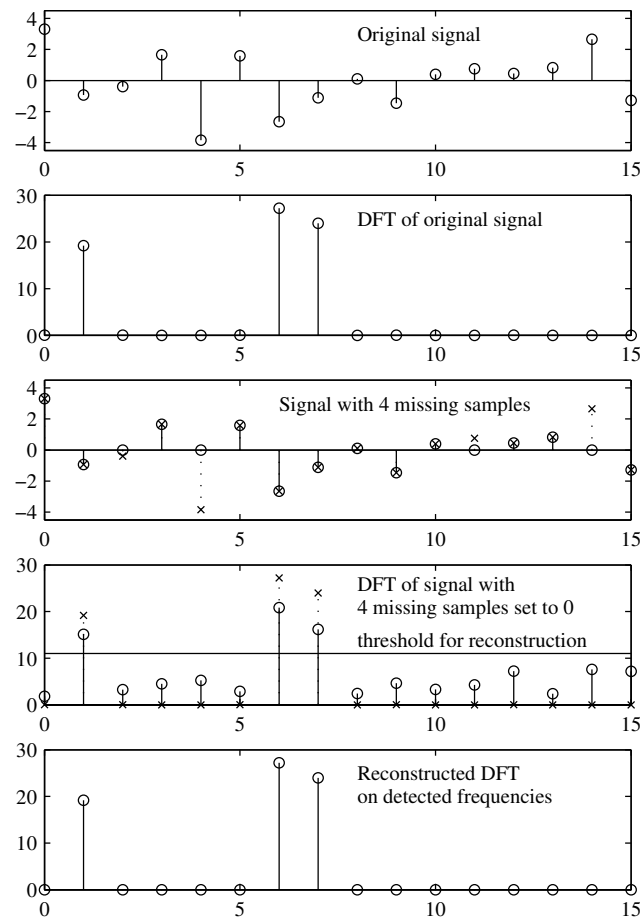 4
2
0
−2
−4
Original signal
0 5 10 15
30
20
10
0
DFT of original signal
0 5 10 15
4
2
0
−2
−4
Signal with 4 missing samples
0 5 10 15
30
20
10
0
DFT of signal with
4 missing samples set to 0
threshold for reconstruction
0 5 10 15
30
20
10
0
Reconstructed DFT
on detected frequencies
0 5 10 15